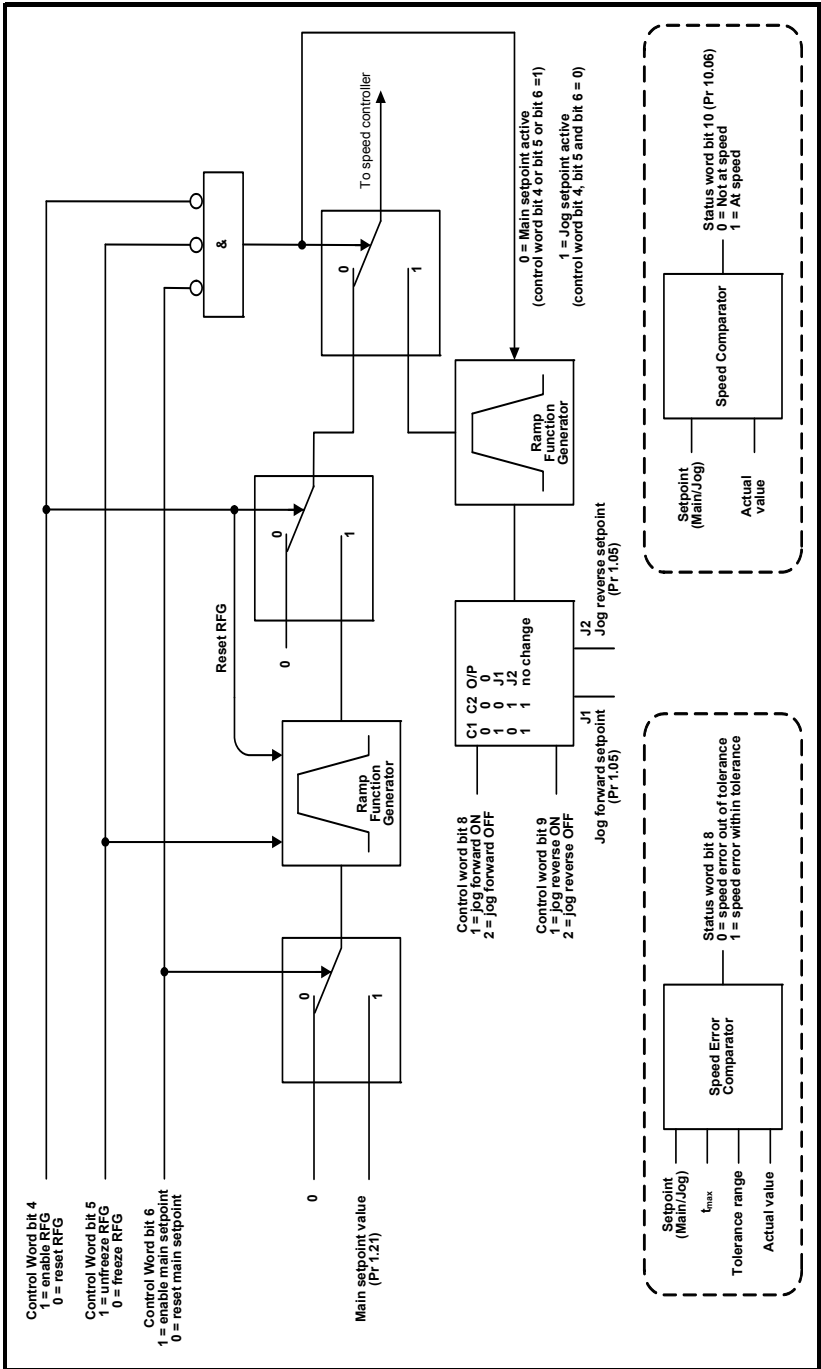 Control Word bit 4
1 = enable RFG
0 = reset RFG
Control Word bit 5
1 = unfreeze RFG
0 = freeze RFG
Control Word bit 6
1 = enable main setpoint
0 = reset main setpoint
0
Main setpoint value
(Pr 1.21)
0
1
Ramp
Function
Generator
Reset RFG
0
0
1
&
0
1
To speed controller
0 = Main setpoint active
(control word bit 4 or bit 5 or bit 6 =1)
1 = Jog setpoint active
(control word bit 4, bit 5 and bit 6 = 0)
Control word bit 8
1 = jog forward ON
2 = jog forward OFF
Control word bit 9
1 = jog reverse ON
2 = jog reverse OFF
C1 C2 O/P
0 0 0
1 0 J1
0 1 J2
1 1 no change
J1
Jog forward setpoint
(Pr 1.05)
J2
Jog reverse setpoint
(Pr 1.05)
Ramp
Function
Generator
Setpoint
(Main/Jog)
tmax
Tolerance range
Actual value
Speed Error
Comparator
Status word bit 8
0 = speed error out of tolerance
1 = speed error within tolerance
Setpoint
(Main/Jog)
Actual
value
Speed Comparator
Status word bit 10 (Pr 10.06)
0 = Not at speed
1 = At speed